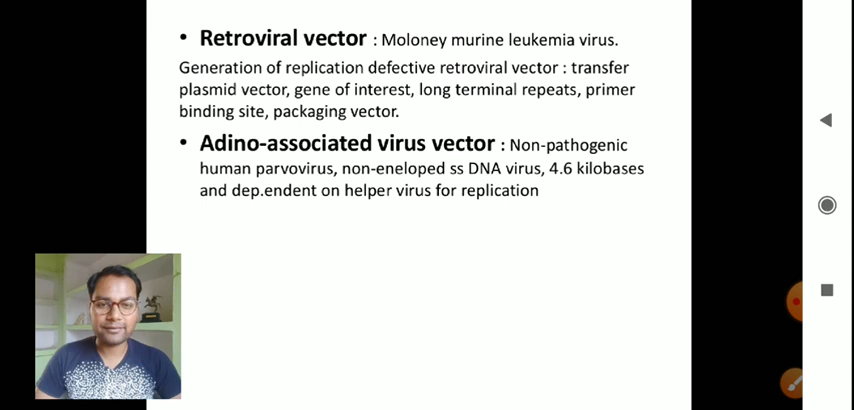 • Retroviral vector : Moloney murine leukemia virus.
Generation of replication defective retroviral vector : transfer
plasmid vector, gene of interest, long terminal repeats, primer
binding site, packaging vector.
• Adino-associated virus vector : Non-pathogenic
human parvovirus, non-eneloped ss DNA virus, 4.6 kilobases
and dep.endent on helper virus for replication